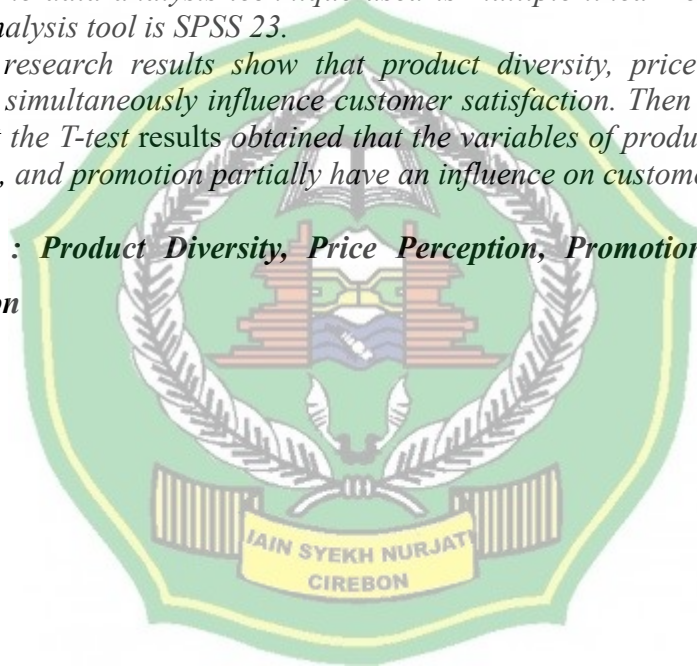 analysis tool is SPSS 23.
research results show that product diversity, price
simultaneously influence customer satisfaction. Then
the T-test results obtained that the variables of produ
, and promotion partially have an influence on custome
: Product Diversity, Price Perception, Promotion
on
IAIN SYEKH NURJATI
CIREBON